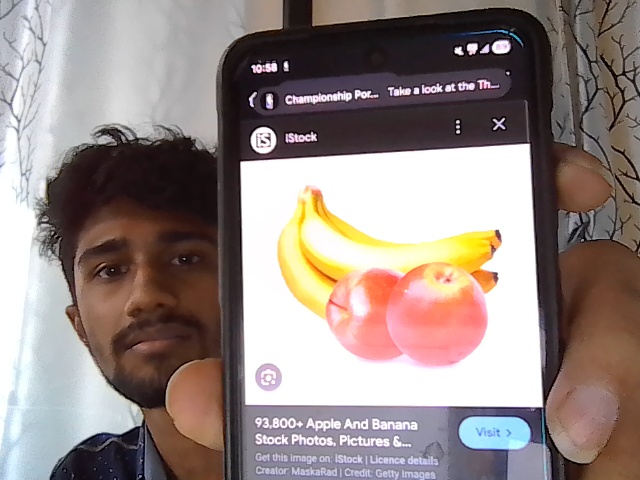 10:58
Championship Por... Take a look at the Th...
iS iStock
93,800+ Apple And Banana
Stock Photos, Pictures &...
Visit >
Get this image on: iStock | Licence details
Creator: MaskaRad | Credit: Getty Images